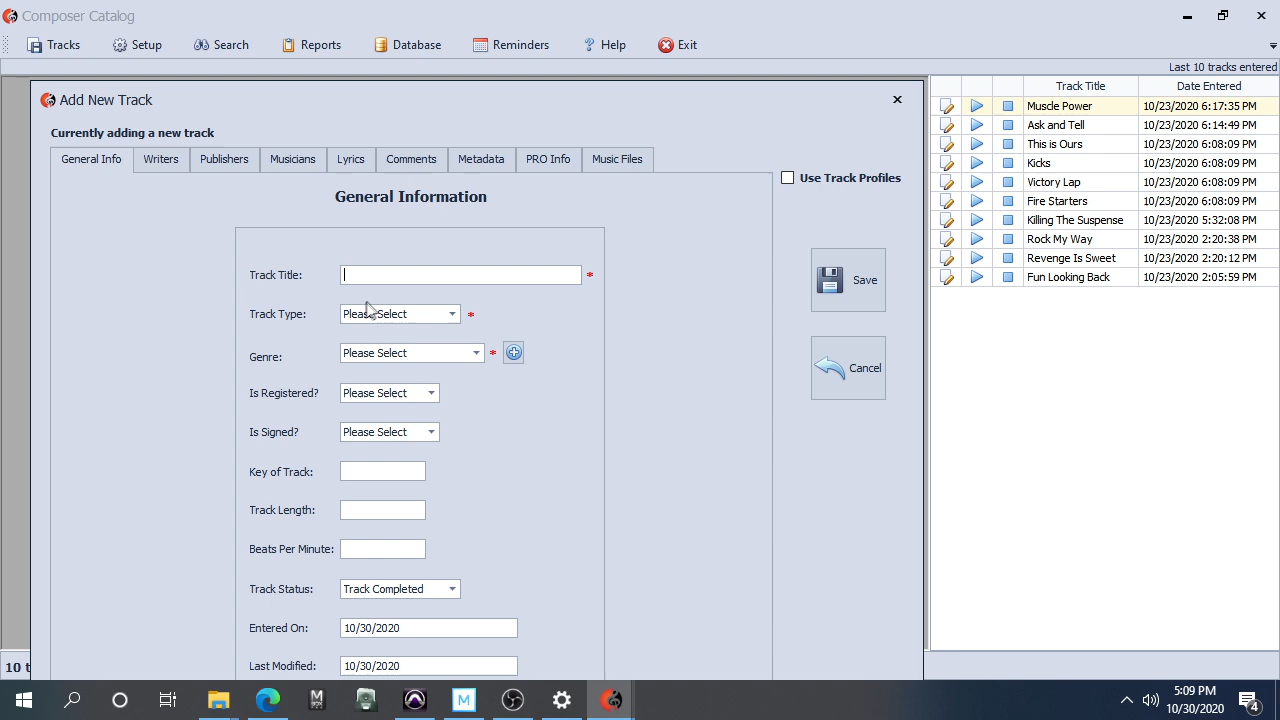 Composer Catalog
Tracks Setup Search Reports Database Reminders Help Exit
Last 10 tracks entered
Add New Track
Currently adding a new track
General Info Writers Publishers Musicians Lyrics Comments Metadata PRO Info Music Files
Use Track Profiles
General Information
Track Title: *
Track Type: Please Select *
Genre: Please Select *
Is Registered? Please Select
Is Signed? Please Select
Key of Track:
Track Length:
Beats Per Minute:
Track Status: Track Completed
Entered On: 10/30/2020
Last Modified: 10/30/2020
Save
Cancel
Track Title Date Entered
Muscle Power 10/23/2020 6:17:35 PM
Ask and Tell 10/23/2020 6:14:49 PM
This is Ours 10/23/2020 6:08:09 PM
Kicks 10/23/2020 6:08:09 PM
Victory Lap 10/23/2020 6:08:09 PM
Fire Starters 10/23/2020 6:08:09 PM
Killing The Suspense 10/23/2020 5:32:08 PM
Rock My Way 10/23/2020 2:20:38 PM
Revenge Is Sweet 10/23/2020 2:20:12 PM
Fun Looking Back 10/23/2020 2:05:59 PM
10 t
M M
5:09 PM
10/30/2020
4